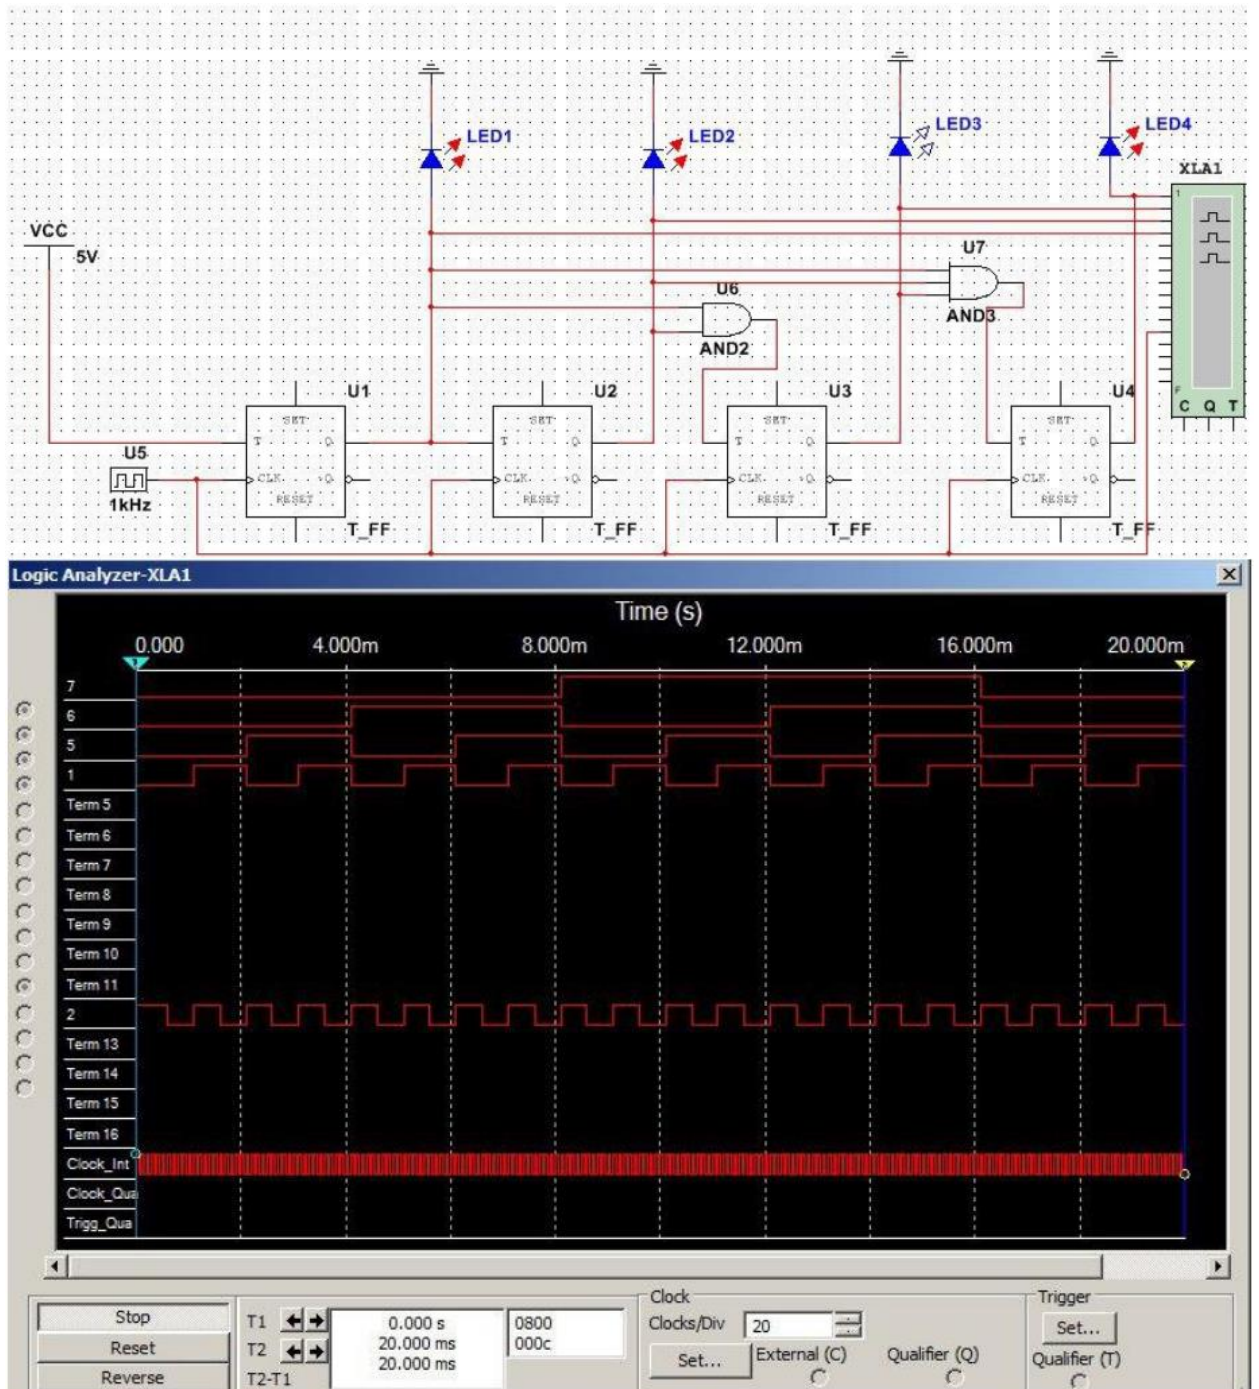 LED1
LED2
LED3
LED4
XLA1
1
VCC
5V
U7
U6
AND3
AND2
U1
U2
U3
U4
F
C Q T
SET
SET
SET
SET
T Q
T Q
T Q
T Q
U5
CLK Q
CLK Q
CLK Q
CLK Q
1kHz
RESET
RESET
RESET
RESET
T_FF
T_FF
T_FF
T_FF
Logic Analyzer-XLA1
Time (s)
0.000 4.000m 8.000m 12.000m 16.000m 20.000m
7
6
5
1
Term 5
Term 6
Term 7
Term 8
Term 9
Term 10
Term 11
2
Term 13
Term 14
Term 15
Term 16
Clock_Int
Clock_Qua
Trigg_Qua
Stop
Reset
Reverse
T1
T2
T2-T1
0.000 s
20.000 ms
20.000 ms
0800
000c
Clock
Clocks/Div 20
Set...
External (C)
Qualifier (Q)
Trigger
Set...
Qualifier (T)